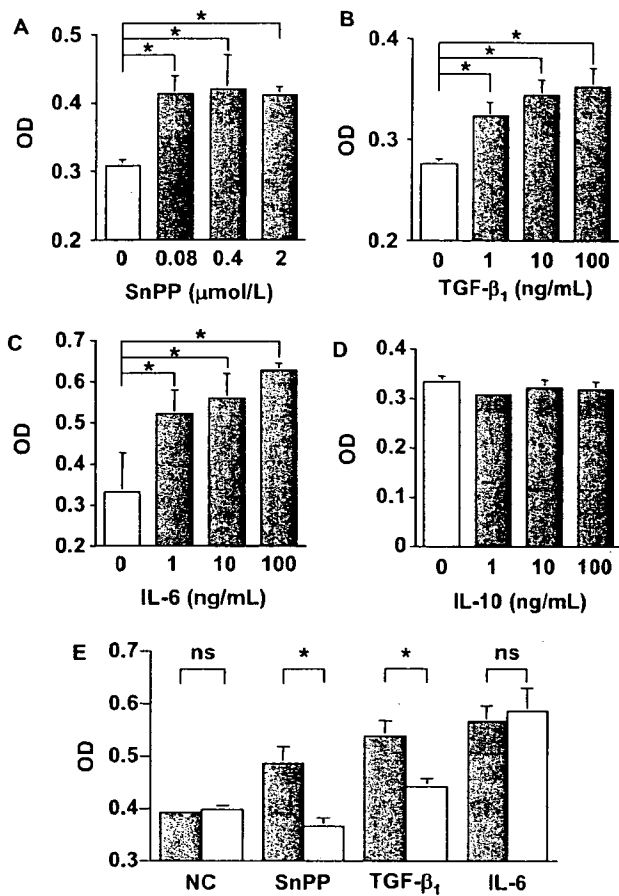 A
*
*
*
0.5
0.4
0.3
0.2
OD
0 0.08 0.4 2
SnPP (μmol/L)
B
*
*
*
0.4
0.3
0.2
OD
0 1 10 100
TGF-β₁ (ng/mL)
C
*
*
*
0.7
0.6
0.5
0.4
0.3
0.2
OD
0 1 10 100
IL-6 (ng/mL)
D
0.4
0.3
0.2
0.1
0
OD
0 1 10 100
IL-10 (ng/mL)
E
ns * * ns
0.7
0.6
0.5
0.4
0.3
OD
NC SnPP TGF-β₁ IL-6